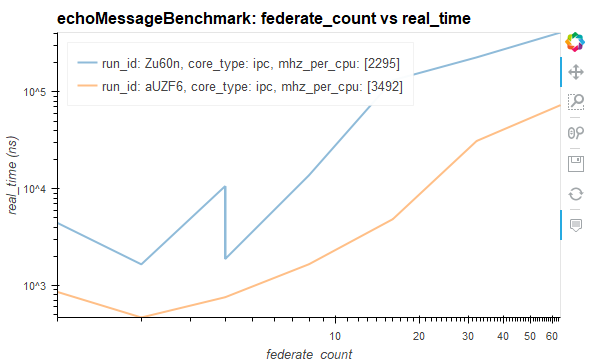 echoMessageBenchmark: federate_count vs real_time
run_id: Zu60n, core_type: ipc, mhz_per_cpu: [2295]
run_id: aUZF6, core_type: ipc, mhz_per_cpu: [3492]
real_time (ns)
10^5
10^4
10^3
10 20 30 40 50 60
federate_count